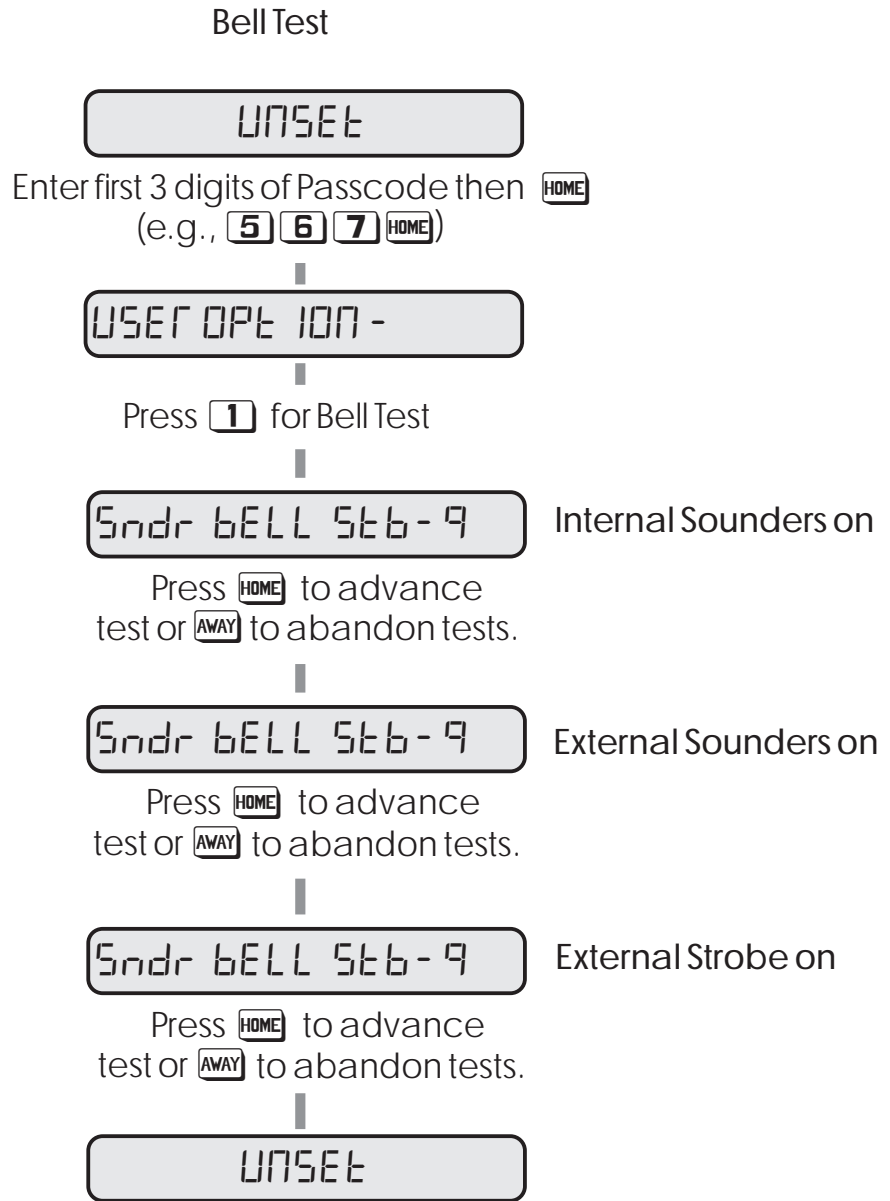 Bell Test
UNSEt
Enter first 3 digits of Passcode then HOME
(e.g., 5 6 7 HOME)
USEr OPt ION -
Press 1 for Bell Test
Sndr bELL Stb - 9
Internal Sounders on
Press HOME to advance
test or AWAY to abandon tests.
Sndr bELL Stb - 9
External Sounders on
Press HOME to advance
test or AWAY to abandon tests.
Sndr bELL Stb - 9
External Strobe on
Press HOME to advance
test or AWAY to abandon tests.
UNSEt